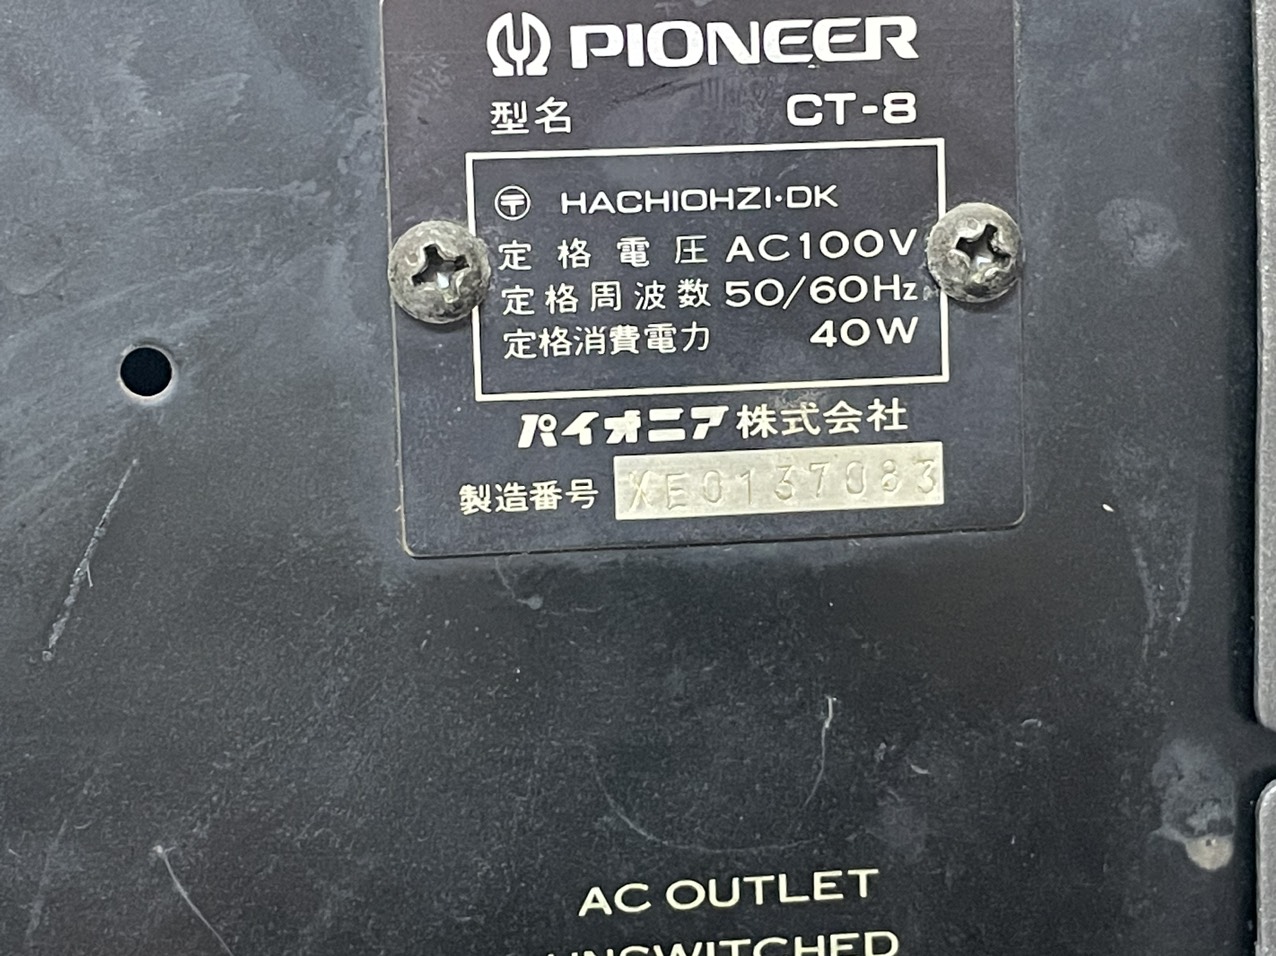 PIONEER
型名 CT-8
〒 HACHIOHZI・DK
定格電圧 AC100V
定格周波数 50/60Hz
定格消費電力 40W
パイオニア株式会社
製造番号 XE0137083
AC OUTLET
UNSWITCHED